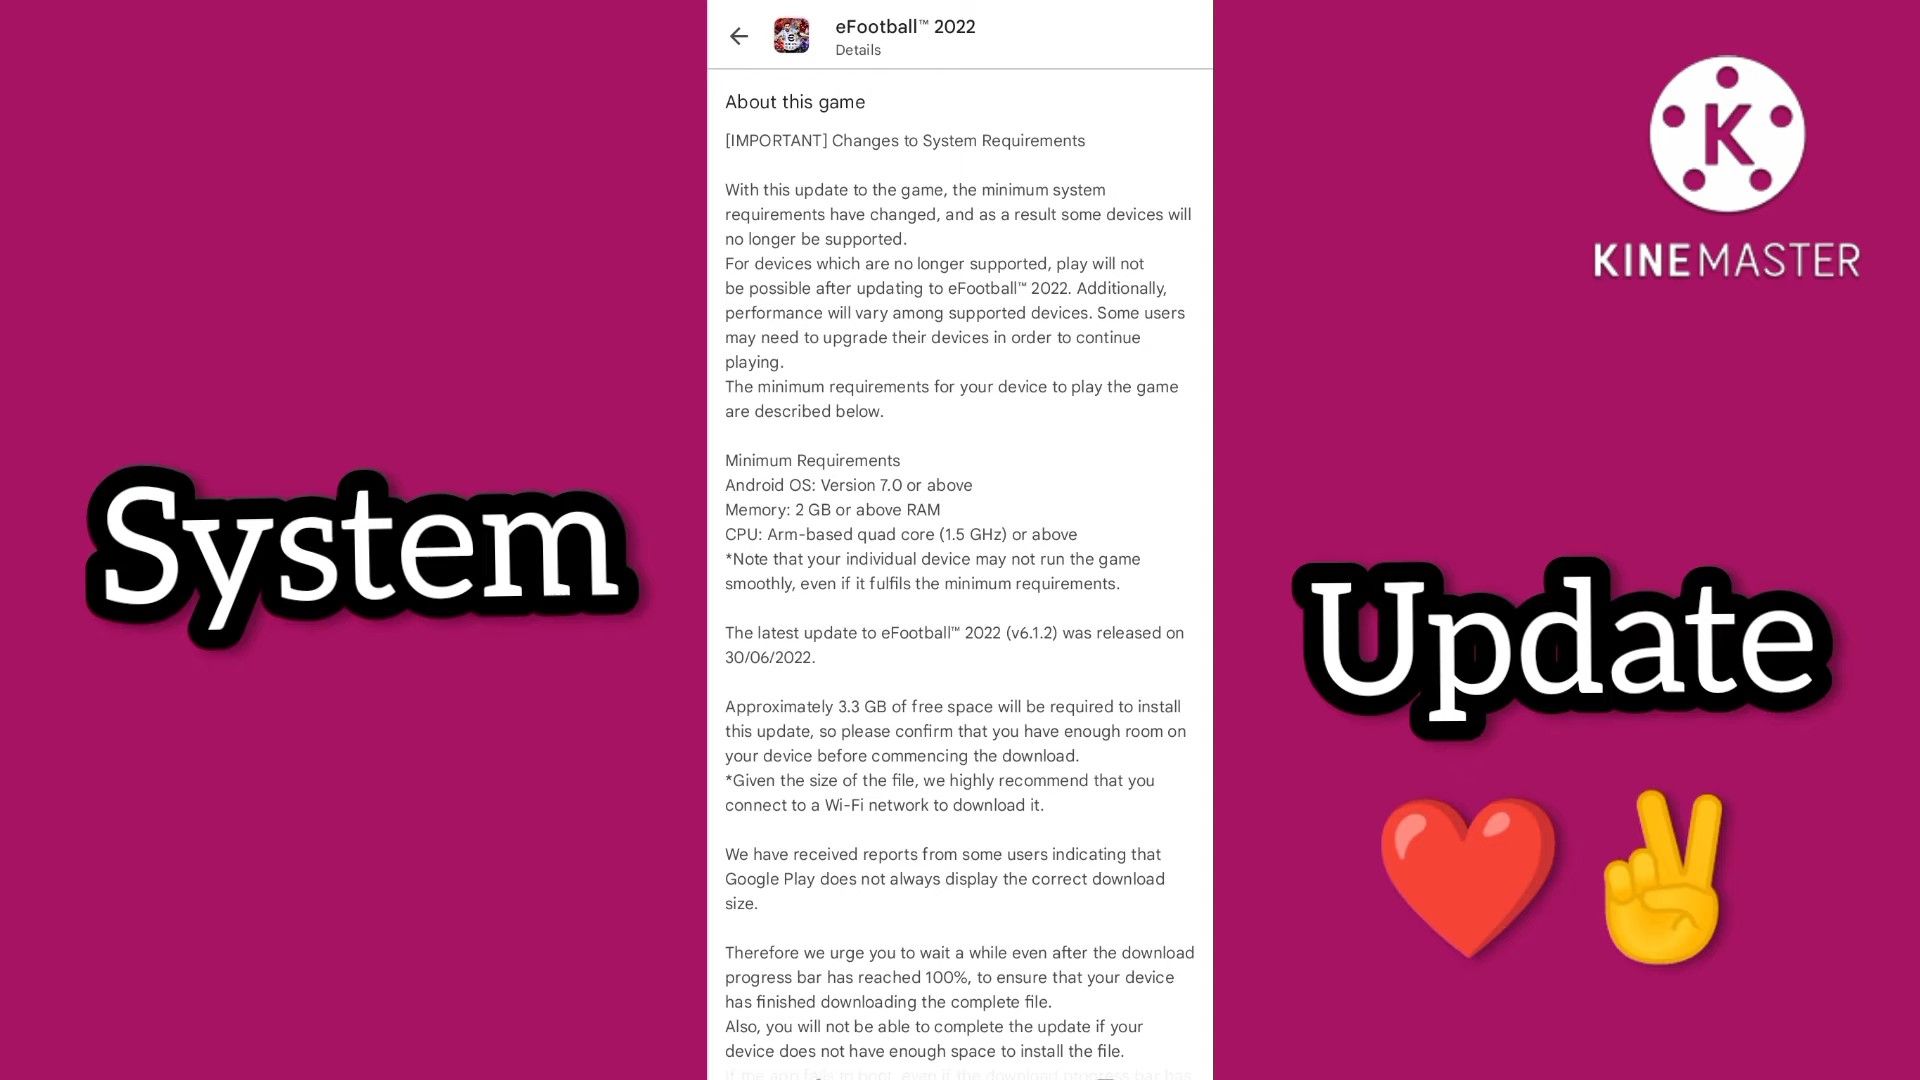 eFootball™ 2022
Details
About this game
[IMPORTANT] Changes to System Requirements
With this update to the game, the minimum system
requirements have changed, and as a result some devices will
no longer be supported.
For devices which are no longer supported, play will not
be possible after updating to eFootball™ 2022. Additionally,
performance will vary among supported devices. Some users
may need to upgrade their devices in order to continue
playing.
The minimum requirements for your device to play the game
are described below.
Minimum Requirements
Android OS: Version 7.0 or above
Memory: 2 GB or above RAM
CPU: Arm-based quad core (1.5 GHz) or above
*Note that your individual device may not run the game
smoothly, even if it fulfils the minimum requirements.
The latest update to eFootball™ 2022 (v6.1.2) was released on
30/06/2022.
Approximately 3.3 GB of free space will be required to install
this update, so please confirm that you have enough room on
your device before commencing the download.
*Given the size of the file, we highly recommend that you
connect to a Wi-Fi network to download it.
We have received reports from some users indicating that
Google Play does not always display the correct download
size.
Therefore we urge you to wait a while even after the download
progress bar has reached 100%, to ensure that your device
has finished downloading the complete file.
Also, you will not be able to complete the update if your
device does not have enough space to install the file.
If the app fails to boot, even if the download progress bar has
System
Update
K
KINEMASTER